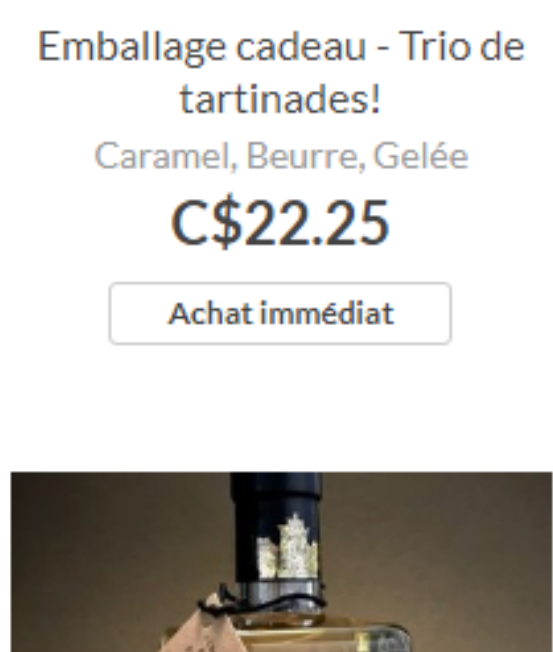 Emballage cadeau - Trio de
tartinades!
Caramel, Beurre, Gelée
C$22.25
Achat immédiat